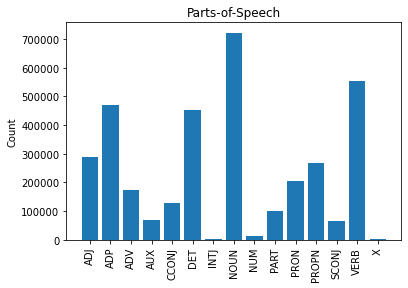 Parts-of-Speech
Count
700000
600000
500000
400000
300000
200000
100000
0
ADJ
ADP
ADV
AUX
CCONJ
DET
INTJ
NOUN
NUM
PART
PRON
PROPN
SCONJ
VERB
X